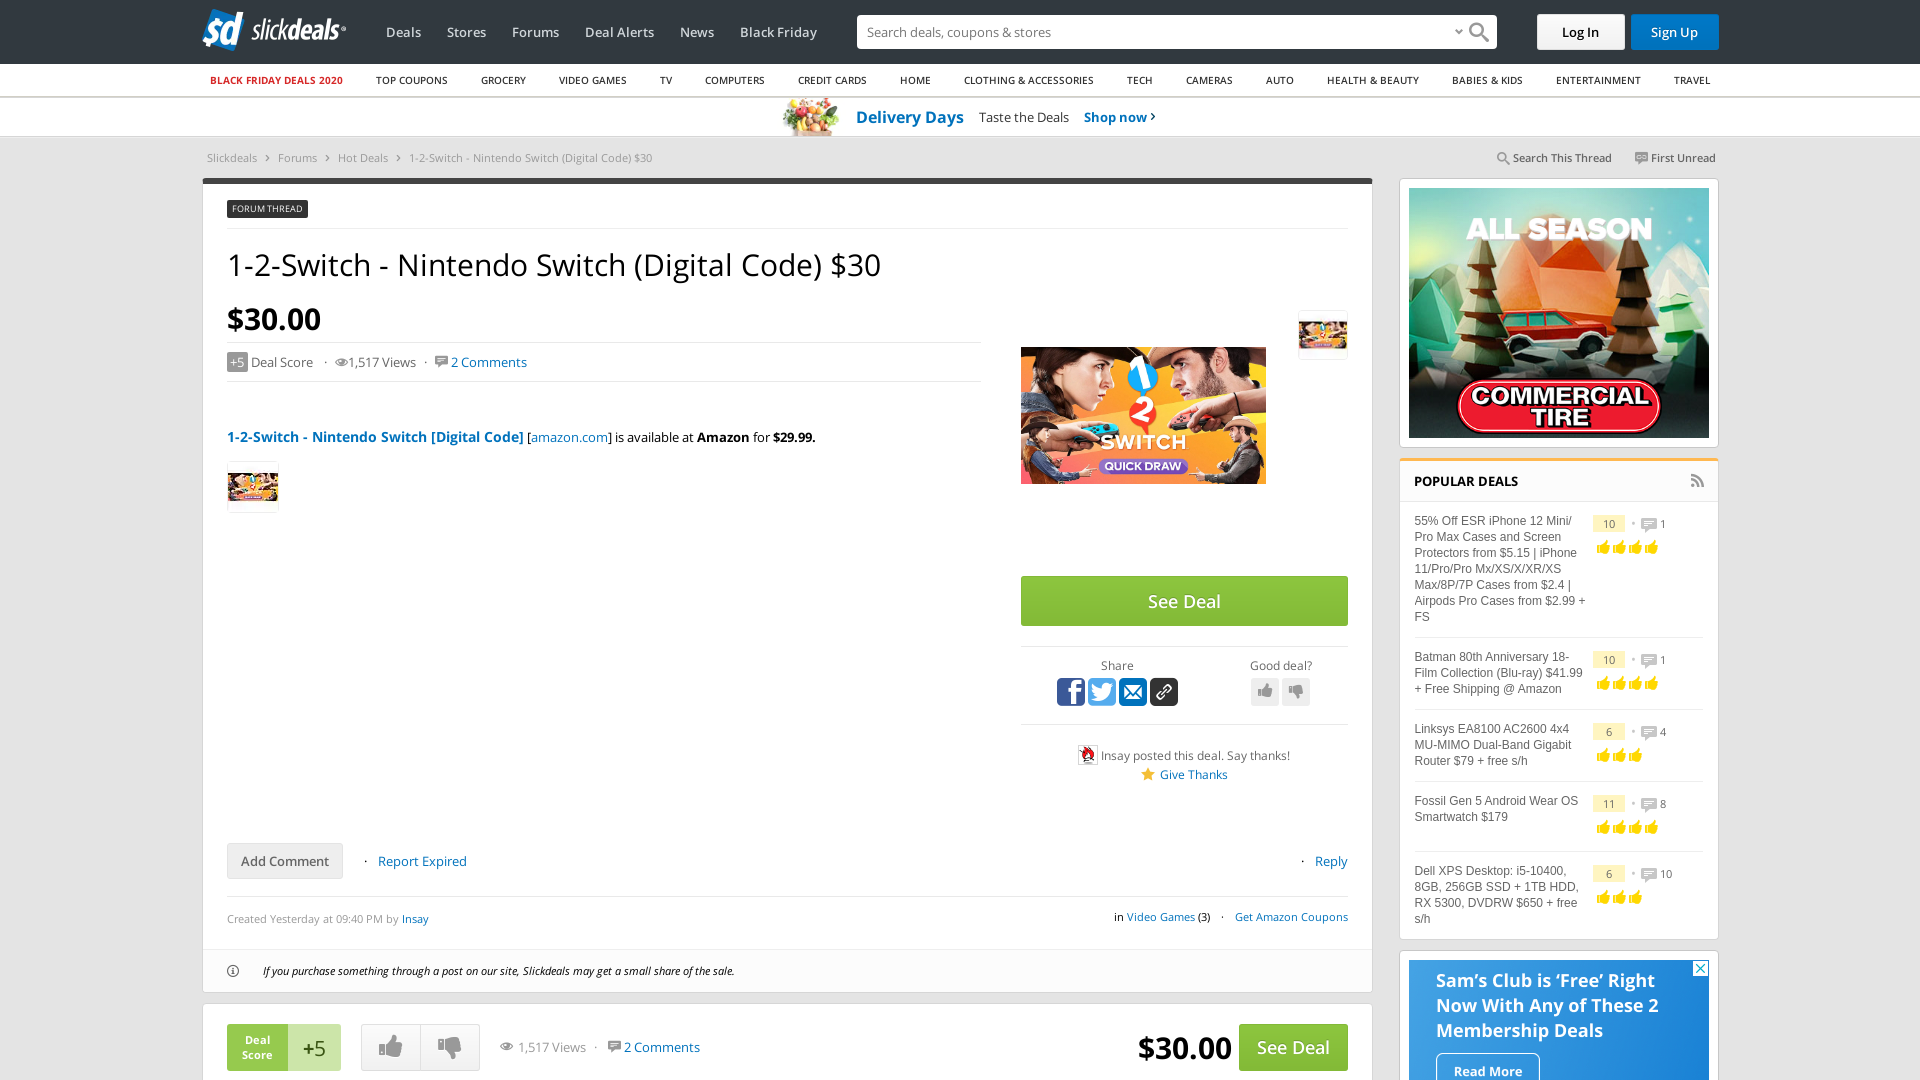 slickdeals
Deals Stores Forums Deal Alerts News Black Friday
Search deals, coupons & stores
Log In Sign Up
BLACK FRIDAY DEALS 2020 TOP COUPONS GROCERY VIDEO GAMES TV COMPUTERS CREDIT CARDS HOME CLOTHING & ACCESSORIES TECH CAMERAS AUTO HEALTH & BEAUTY BABIES & KIDS ENTERTAINMENT TRAVEL
Delivery Days Taste the Deals Shop now
Slickdeals Forums Hot Deals 1-2-Switch - Nintendo Switch (Digital Code) $30
Search This Thread First Unread
FORUM THREAD
1-2-Switch - Nintendo Switch (Digital Code) $30
$30.00
+5 Deal Score · 1,517 Views · 2 Comments
1-2-Switch - Nintendo Switch [Digital Code] [amazon.com] is available at Amazon for $29.99.
1
2
SWITCH
QUICK DRAW
See Deal
Share
Good deal?
Insay posted this deal. Say thanks!
Give Thanks
Add Comment · Report Expired
· Reply
Created Yesterday at 09:40 PM by Insay
in Video Games (3) · Get Amazon Coupons
If you purchase something through a post on our site, Slickdeals may get a small share of the sale.
Deal
Score
+5
1,517 Views · 2 Comments
$30.00
See Deal
ALL SEASON
COMMERCIAL
TIRE
POPULAR DEALS
55% Off ESR iPhone 12 Mini/
Pro Max Cases and Screen
Protectors from $5.15 | iPhone
11/Pro/Pro Mx/XS/X/XR/XS
Max/8P/7P Cases from $2.4 |
Airpods Pro Cases from $2.99 +
FS
10 • 1
Batman 80th Anniversary 18-
Film Collection (Blu-ray) $41.99
+ Free Shipping @ Amazon
10 • 1
Linksys EA8100 AC2600 4x4
MU-MIMO Dual-Band Gigabit
Router $79 + free s/h
6 • 4
Fossil Gen 5 Android Wear OS
Smartwatch $179
11 • 8
Dell XPS Desktop: i5-10400,
8GB, 256GB SSD + 1TB HDD,
RX 5300, DVDRW $650 + free
s/h
6 • 10
Sam's Club is 'Free' Right
Now With Any of These 2
Membership Deals
Read More